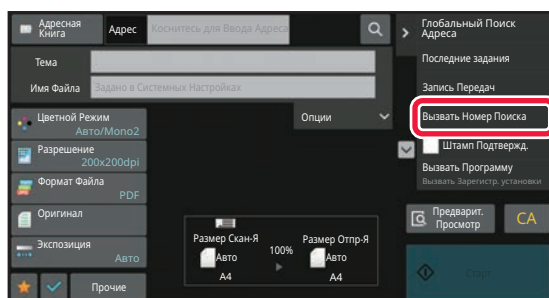 Адресная
Книга
Адрес
Коснитесь для Ввода Адреса
Тема
Имя Файла
Задано в Системных Настройках
Цветной Режим
Авто/Mono2
Опции
Разрешение
200x200dpi
Формат Файла
PDF
Оригинал
Экспозиция
Авто
Прочие
Размер Скан-Я
Авто
A4
100%
Размер Отпр-Я
Авто
A4
Глобальный Поиск
Адреса
Последние задания
Запись Передач
Вызвать Номер Поиска
Штамп Подтвержд.
Вызвать Программу
Вызвать Зарегистр. установки
Предварит.
Просмотр
CA
Старт